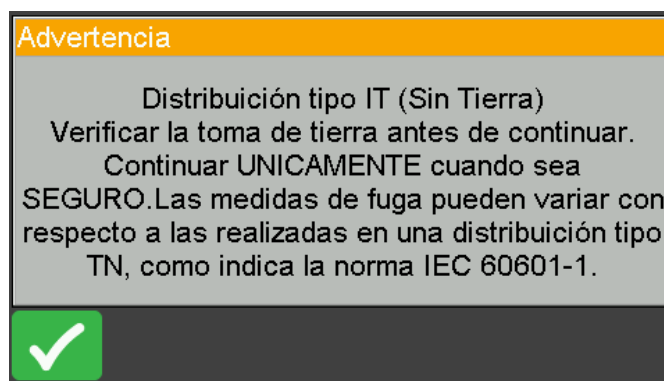 Advertencia
Distribuición tipo IT (Sin Tierra)
Verificar la toma de tierra antes de continuar.
Continuar UNICAMENTE cuando sea
SEGURO.Las medidas de fuga pueden variar con
respecto a las realizadas en una distribuición tipo
TN, como indica la norma IEC 60601-1.